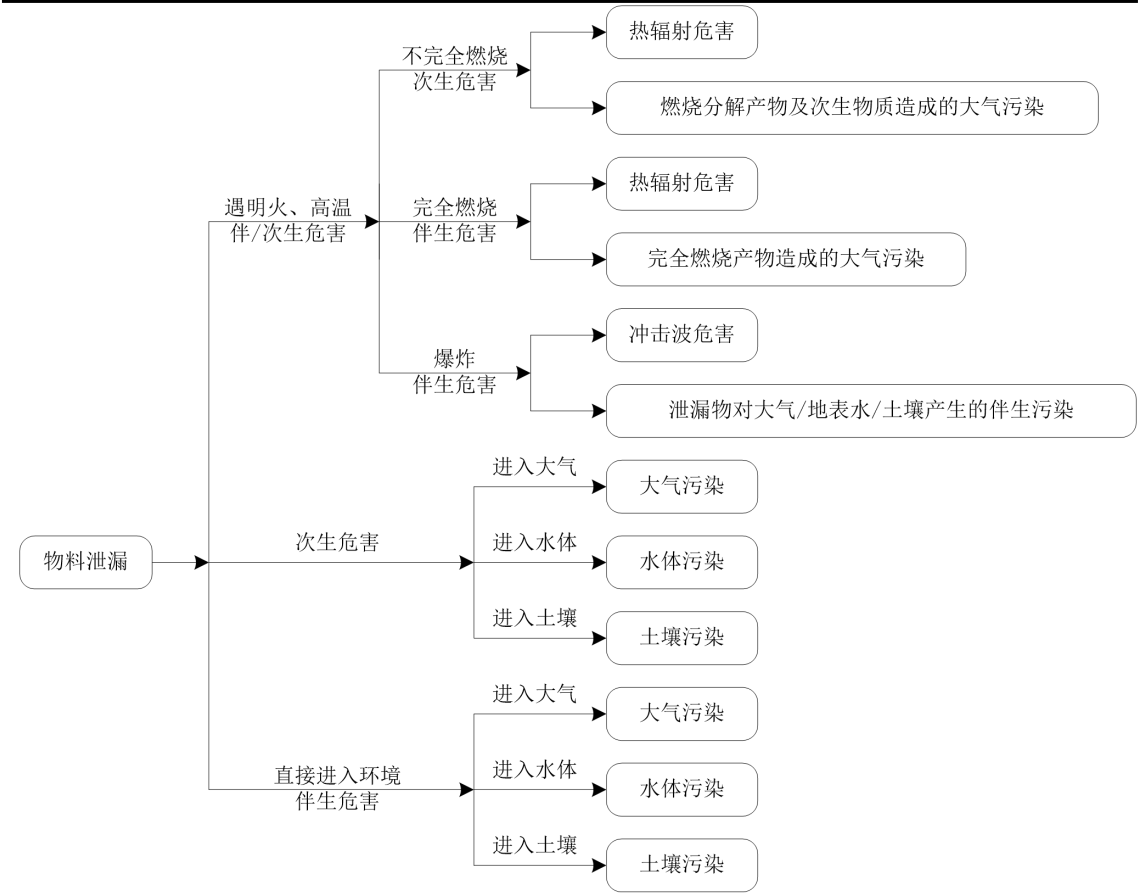 热辐射危害
不完全燃烧
次生危害
燃烧分解产物及次生物质造成的大气污染
热辐射危害
遇明火、高温
伴/次生危害
完全燃烧
伴生危害
完全燃烧产物造成的大气污染
冲击波危害
爆炸
伴生危害
泄漏物对大气/地表水/土壤产生的伴生污染
进入大气
大气污染
物料泄漏
次生危害
进入水体
水体污染
进入土壤
土壤污染
进入大气
大气污染
直接进入环境
伴生危害
进入水体
水体污染
进入土壤
土壤污染